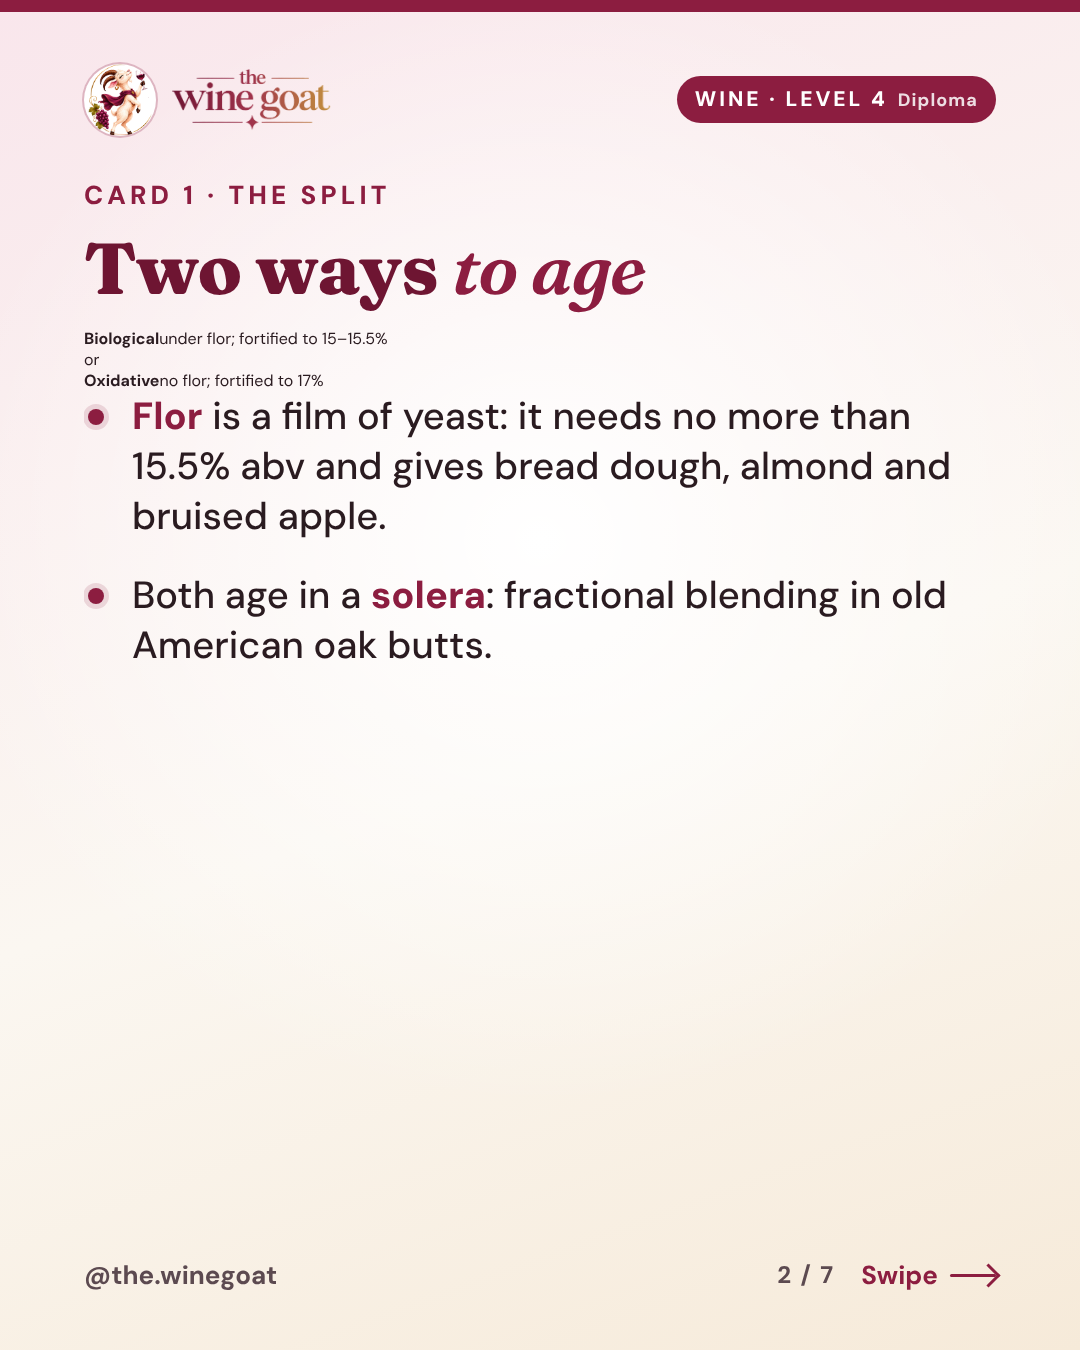 the
wine goat
WINE · LEVEL 4 Diploma
CARD 1 · THE SPLIT
Two ways to age
Biologicalunder flor; fortified to 15–15.5%
or
Oxidativeno flor; fortified to 17%
Flor is a film of yeast: it needs no more than
15.5% abv and gives bread dough, almond and
bruised apple.
Both age in a solera: fractional blending in old
American oak butts.
@the.winegoat
2 / 7 Swipe